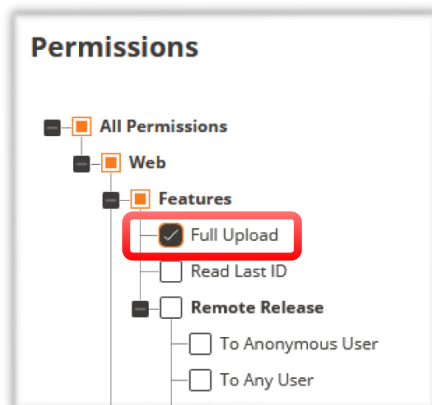 Permissions
All Permissions
Web
Features
Full Upload
Read Last ID
Remote Release
To Anonymous User
To Any User